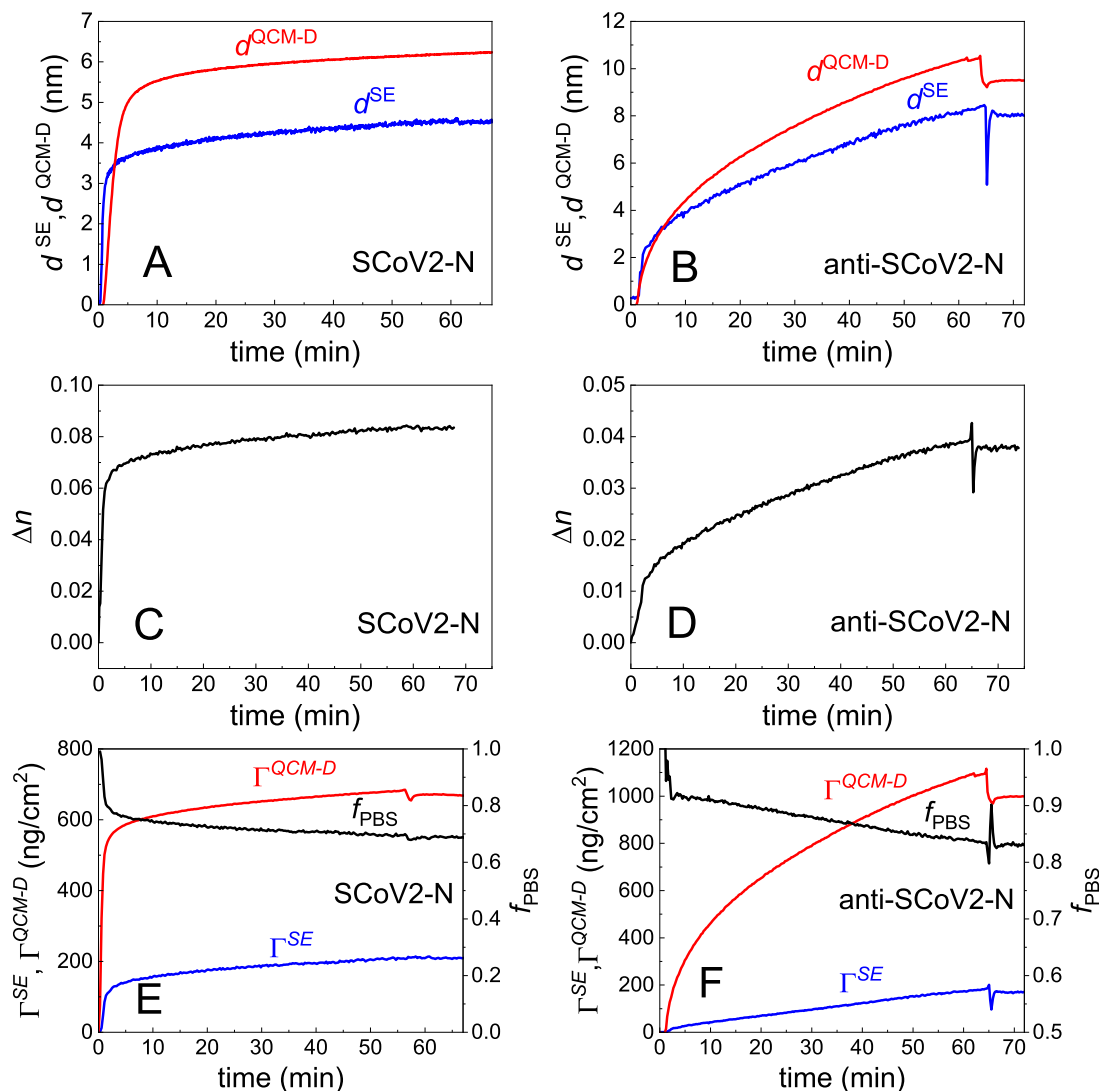 7
6
5
4
3
2
1
0
d^SE, d^QCM-D (nm)
d^QCM-D
d^SE
A
SCoV2-N
0 10 20 30 40 50 60
time (min)
12
10
8
6
4
2
0
d^SE, d^QCM-D (nm)
d^QCM-D
d^SE
B
anti-SCoV2-N
0 10 20 30 40 50 60 70
time (min)
0.10
0.08
0.06
0.04
0.02
0.00
Δn
C
SCoV2-N
0 10 20 30 40 50 60 70
time (min)
0.05
0.04
0.03
0.02
0.01
0.00
Δn
D
anti-SCoV2-N
0 10 20 30 40 50 60 70
time (min)
800
600
400
200
0
Γ^SE, Γ^QCM-D (ng/cm²)
Γ^QCM-D
f_PBS
SCoV2-N
Γ^SE
E
1.0
0.8
0.6
0.4
0.2
0.0
f_PBS
0 10 20 30 40 50 60
time (min)
1200
1000
800
600
400
200
0
Γ^SE, Γ^QCM-D (ng/cm²)
Γ^QCM-D
f_PBS
anti-SCoV2-N
Γ^SE
F
1.0
0.9
0.8
0.7
0.6
0.5
f_PBS
0 10 20 30 40 50 60 70
time (min)